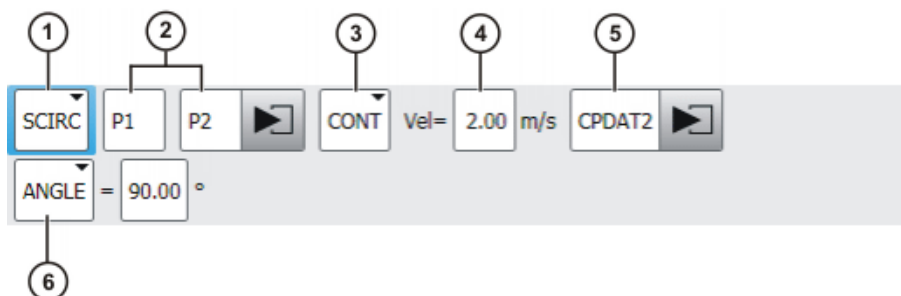 1 2 3 4 5
SCIRC P1 P2 CONT Vel= 2.00 m/s CPDAT2
ANGLE = 90.00 °
6